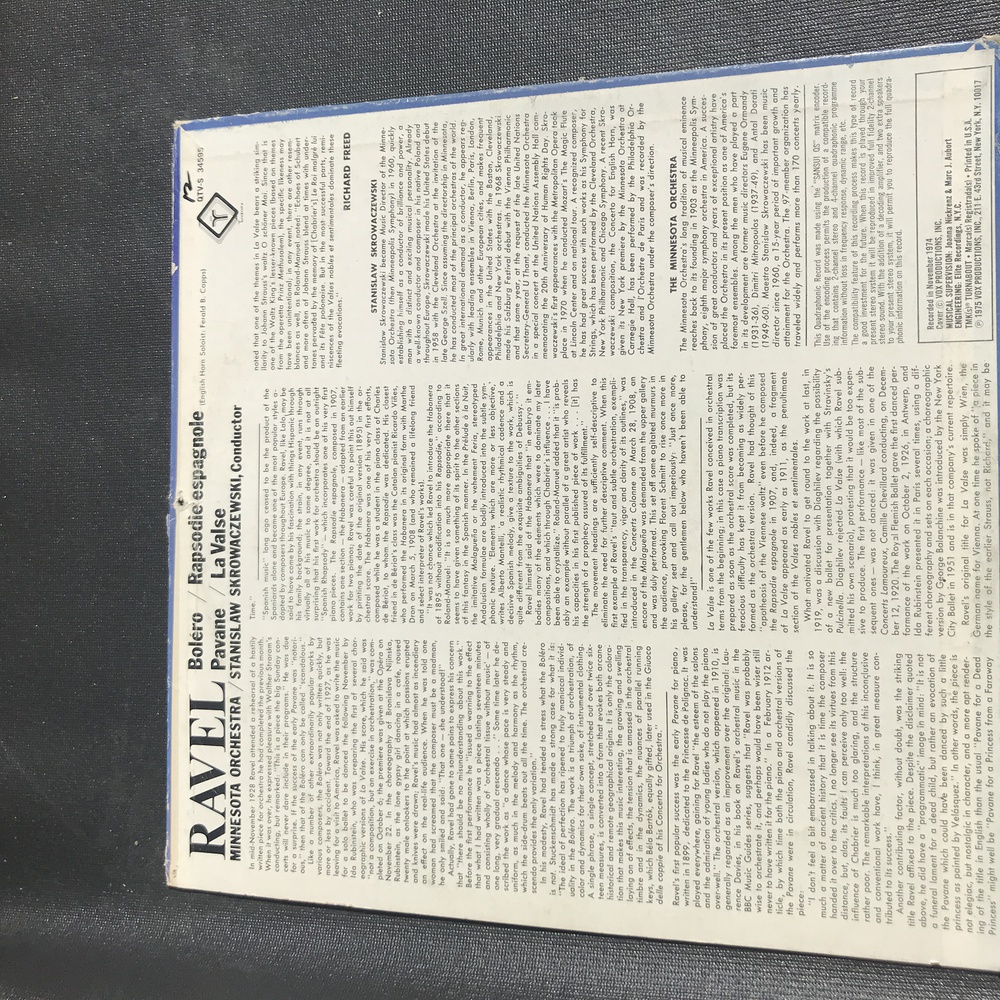 RAVEL
Boléro / Rapsodie espagnole (English Horn Soloist: Ferald B. Capps)
Pavane / La Valse
MINNESOTA ORCHESTRA / STANISLAW SKROWACZEWSKI, Conductor
12
QTV-S 34595
In mid-November 1928 Ravel attended a rehearsal of a hastily
written piece for orchestra he had completed the previous month.
When it was over, he expressed pleasure with Walther Straram's
conducting, but remarked: "This is a piece the big Sunday con-
certs will never dare include in their programs." He was due
for a surprise. If the success of the early Pavane was "notori-
ous," then that of the Boléro can only be called "scandalous."
Like a number of other extraordinarily popular works by
various composers, the Boléro was not only written quickly, but
more or less by accident. Toward the end of 1927, as he was
leaving for a visit to America, Ravel was asked to write the music
for a solo ballet to be danced the following November by
Ida Rubinstein, who was preparing the first of several chor-
eographic versions of La Valse. His score, which he said was
"not a composition, but an exercise in orchestration," was com-
pleted on October 6; the premiere was given at the Opéra on
November 22. In the choreography of Bronislava Nijinska,
Rubinstein, as the lone gypsy girl dancing in a cafe, roused
twenty male onlookers to the point at which passions erupted
and knives were drawn; Ravel's music had almost as incendiary
an effect on the real-life audience. When he was told one
woman had screamed that the composer must be a madman,
he only smiled and said: "That one — she understood!"
Actually, Ravel had gone to some pains to express his concern
that "there should be no misunderstanding about this work."
Before the first performance he "issued a warning to the effect
that what I had written was a piece lasting seventeen minutes
and consisting wholly of 'orchestral tissue without music' — of
one long, very gradual crescendo . . ." Some time later he de-
scribed the work as "a dance whose pace is very steady and
uniform, as much in the melody and harmony as the rhythm,
which the side-drum beats out all the time. The orchestral cre-
scendo provides the only variation."
In his modesty, Ravel had tended to stress what the Boléro
is not. Stuckenschmidt has made a strong case for what it is:
"The ideal of perfection has ripened to truly maniacal individ-
uality in the Boléro. The work is a triumph of orchestration, of
color and dynamics for their own sake, of instrumental clothing.
A single phrase, a single concept, stretched out over twice six-
teen measures, is converted into a form that evokes both arcane
historical and remote geographical origins. It is only the colora-
tion that makes this music interesting, the growing and swelling
laying on of effects, the tension that is amassed in the orchestral
timbre and in the dynamics, the nuances of parallel running
keys, which Béla Bartók, equally gifted, later used in the Giuoco
delle coppie of his Concerto for Orchestra."
Ravel's first popular success was the early Pavane for piano,
written in 1899, dedicated to the Princesse de Polignac. It was
played everywhere, gaining for Ravel "the esteem of the salons
and the admiration of young ladies who do not play the piano
over-well." The orchestral version, which appeared in 1910, is
generally regarded as an improvement over the original: Lau-
rence Davies, in his book on Ravel's orchestral music in the
BBC Music Guides series, suggests that "Ravel was probably
wise to orchestrate it, and perhaps would have been wiser still
never to have written it for the piano." In a February 1912 ar-
ticle, by which time both the piano and orchestral versions of
the Pavane were in circulation, Ravel candidly discussed the
piece:
"I don't feel a bit embarrassed in talking about it. It is so
much a matter of ancient history that it is time the composer
handed it over to the critics. I no longer see its virtues from this
distance, but, alas, its faults I can perceive only too well: the
influence of Chabrier is much too glaring, and the structure
rather poor. The remarkable interpretations of this inconclusive
and conventional work have, I think, in great measure con-
tributed to its success."
Another contributing factor, without doubt, was the striking
title Ravel affixed to the piece. Despite the disclaimer quoted
above, he did have a "programmatic" image in mind: "It is not
a funeral lament for a dead child, but rather an evocation of
the Pavane which could have been danced by such a little
princess as painted by Velásquez." In other words, the piece is
not elegiac, but nostalgic in character, and a more apt render-
ing of the title in English than the usual "Pavane for a Dead
Princess" might well be "Pavane for a Princess from a Faraway
Time."
"Spanish music" long ago ceased to be the product of the
Spaniards alone and became one of the most popular styles a-
dopted by composers throughout Europe. Ravel, like Lalo, may be
said to have come by his fascination with things Hispanic through
his family background; the strain, in any event, runs through
virtually all of his music to some degree, and it is not at all
surprising that his first work for orchestra should be an outright
"Spanish Rhapsody" — which incorporates one of his very first
piano pieces. The Rapsodie espagnole, composed in 1907,
contains one section — the Habanera — adapted from an earlier
work for two pianos; Ravel was careful to point this out himself
by printing the date of the original version (1895) in the or-
chestral score. The Habanera was one of his very first efforts,
composed while he was a student in the piano class of Charles
de Bériot, to whom the Rapsodie was dedicated. His closest
friend in de Bériot's class was the Catalan pianist Ricardo Viñes,
who performed the Habanera in its original form with Marthe
Dron on March 5, 1908 (and who remained a lifelong friend
and select interpreter of Ravel's works).
"It was not chance which led Ravel to introduce the Habanera
of 1895 without modification into his Rapsodie," according to
Roland-Manuel: "It is so much more appropriate there that it
seems to have given something of its spirit to the other sections
of this fantasy in the Spanish manner. In the Prélude à la Nuit,
the imitative Malagueña or the vehement Feria, stereotyped
Andalusian formulae are boldly introduced into the subtle sym-
phonic texture. 'Elements which are more or less objective,'
writes Alberto Mantelli, 'a realistic rhythmical cadence and a
decisive Spanish melody, give a texture to the work, which is
quite different from the exquisite ambiguities of Debussy.' "
Ravel himself said of the Habanera that "in embryo it em-
bodies many of the elements which were to dominate my later
compositions, and which through Chabrier's influence . . . I have
been able to crystallize." Roland-Manuel added that it "is prob-
ably an example without parallel of a great artist who reveals
his capacities in his first published piece of work . . . [it] has
the strength of a prophecy assured of its fulfillment."
The movement headings are sufficiently self-descriptive to
eliminate the need for further descriptive comment. When this
first example of Ravel's "taut and subtle orchestration, exempli-
fied in the transparency, vigor and clarity of its outlines," was
introduced in the Concerts Colonne on March 28, 1908, an
encore of the Malagueña was demanded from the upper gallery
and was duly performed. This set off some agitated murmurs in
the audience, provoking Florent Schmitt to rise once more in
his gallery seat and call out imperiously: "Just once more,
please, for the gentlemen below who haven't been able to
understand!"
La Valse is one of the few works Ravel conceived in orchestral
terms from the beginning; in this case a piano transcription was
prepared as soon as the orchestral score was completed, but its
ferocious difficulty has kept it from becoming as widely per-
formed as the orchestral version. Ravel had thought of this
"apotheosis of the Viennese waltz" even before he composed
the Rapsodie espagnole in 1907, and, indeed, a fragment
of La Valse appeared as early as 1911, as the penultimate
section of the Valses nobles et sentimentales.
What motivated Ravel to get round to the work at last, in
1919, was a discussion with Diaghilev regarding the possibility
of a new ballet for presentation together with Stravinsky's
Pulcinella. Diaghilev rejected La Valse (with which Ravel sub-
mitted his own scenario), protesting that it would be too expen-
sive to produce. The first performance — like most of the sub-
sequent ones — was not danced: it was given in one of the
Concerts Lamoureux, Camille Chevillard conducting, on Decem-
ber 12, 1920. The Royal Flemish Ballet gave the first danced per-
formance of the work on October 2, 1926, in Antwerp, and
Ida Rubinstein presented it in Paris several times, using a dif-
ferent choreography and sets on each occasion; a choreographic
version by George Balanchine was introduced by the New York
City Ballet in 1951 and is in that company's current repertoire.
Ravel's original title for La Valse was simply Wien, the
German name for Vienna. At one time he spoke of "a piece in
the style of the earlier Strauss, not Richard," and it may be
noted that one of the themes in La Valse bears a striking sim-
ilarity to Johann Strauss's waltz O schöner Mai. Since that is
one of the Waltz King's lesser-known pieces (based on themes
from the operetta Prinz Methusalem), the specific likeness may
have been unintentional; in any event, there are other resem-
blances as well, as Roland-Manuel noted: "Echoes of Schubert
and more often of Johann Strauss blend at times with under-
tones pervaded by the memory of [Chabrier's] Le Roi malgré lui
and its Fête polonaise. But in the most successful parts, remi-
niscences of the Valses nobles et sentimentales dominate these
fleeting evocations."
RICHARD FREED
STANISLAW SKROWACZEWSKI
Stanislaw Skrowaczewski became Music Director of the Minne-
sota Orchestra (then Minneapolis Symphony) in 1960, quickly
establishing himself as a conductor of brilliance and power, a
man with a distinct and exciting musical personality. Already
a well-known conductor and composer in his native Poland and
throughout Europe, Skrowaczewski made his United States debut
in 1958 with the Cleveland Orchestra at the invitation of the
late George Szell. Since assuming the directorship in Minnesota,
he has conducted most of the principal orchestras of the world.
In great international demand as a conductor, he appears reg-
ularly with leading ensembles in Vienna, Berlin, Paris, London,
Rome, Munich and other European cities, and makes frequent
appearances in the United States with the Boston, Cleveland,
Philadelphia and New York orchestras. In 1968 Skrowaczewski
made his Salzburg Festival debut with the Vienna Philharmonic
and that same year, at the request of the late United Nations
Secretary-General U Thant, conducted the Minnesota Orchestra
in a special concert at the United Nations Assembly Hall com-
memorating the 20th Anniversary of Human Rights Day. Skro-
waczewski's first appearances with the Metropolitan Opera took
place in 1970 when he conducted Mozart's The Magic Flute
at Lincoln Center and on national tour. A recognized composer,
he has had great success with such works as his Symphony for
Strings, which has been performed by the Cleveland Orchestra,
New York Philharmonic and Chicago Symphony. A recent Skro-
waczewski composition, the Concerto for English Horn, was
given its New York premiere by the Minnesota Orchestra at
Carnegie Hall, has been performed by the Philadelphia Or-
chestra and l'Orchestre de Paris and was recorded by the
Minnesota Orchestra under the composer's direction.
THE MINNESOTA ORCHESTRA
The Minnesota Orchestra's long tradition of musical eminence
reaches back to its founding in 1903 as the Minneapolis Sym-
phony, eighth major symphony orchestra in America. A succes-
sion of great conductors and years of exceptional artistry have
placed the Orchestra in its present position as one of America's
foremost ensembles. Among the men who have played a part
in its development are former music directors Eugene Ormandy
(1931-36), Dimitri Mitropoulos (1937-49), and Antal Dorati
(1949-60). Maestro Stanislaw Skrowaczewski has been music
director since 1960, a 15-year period of important growth and
attainment for the Orchestra. The 97-member organization has
traveled widely and performs more than 170 concerts yearly.
This Quadraphonic Record was made using the "SANSUI QS" matrix encoder.
Use of the encoding process permits the production of a compatible record-
ing that contains 2-channel stereo and 4-channel quadraphonic programme
information without loss in frequency response, dynamic range, etc.
The compatibility feature of this recording process makes this type of record
a good investment for the future. When this record is played through your
present stereo system it will be reproduced in improved full fidelity 2-channel
stereo sound. With the addition of a decoding amplifier, and two extra speakers
to your present stereo system, it will permit you to reproduce the full quadra-
phonic information on this record.
Recorded in November 1974
Cover © VOX PRODUCTIONS, INC.
MUSICAL SUPERVISION: Joanna Nickrenz & Marc J. Aubort
ENGINEERING: Elite Recordings, N.Y.C.
TMK(s)® TURNABOUT • Marca(s) Registrada(s) • Printed in U.S.A.
℗ 1975 VOX PRODUCTIONS, INC., 211 E. 43rd Street, New York, N.Y. 10017